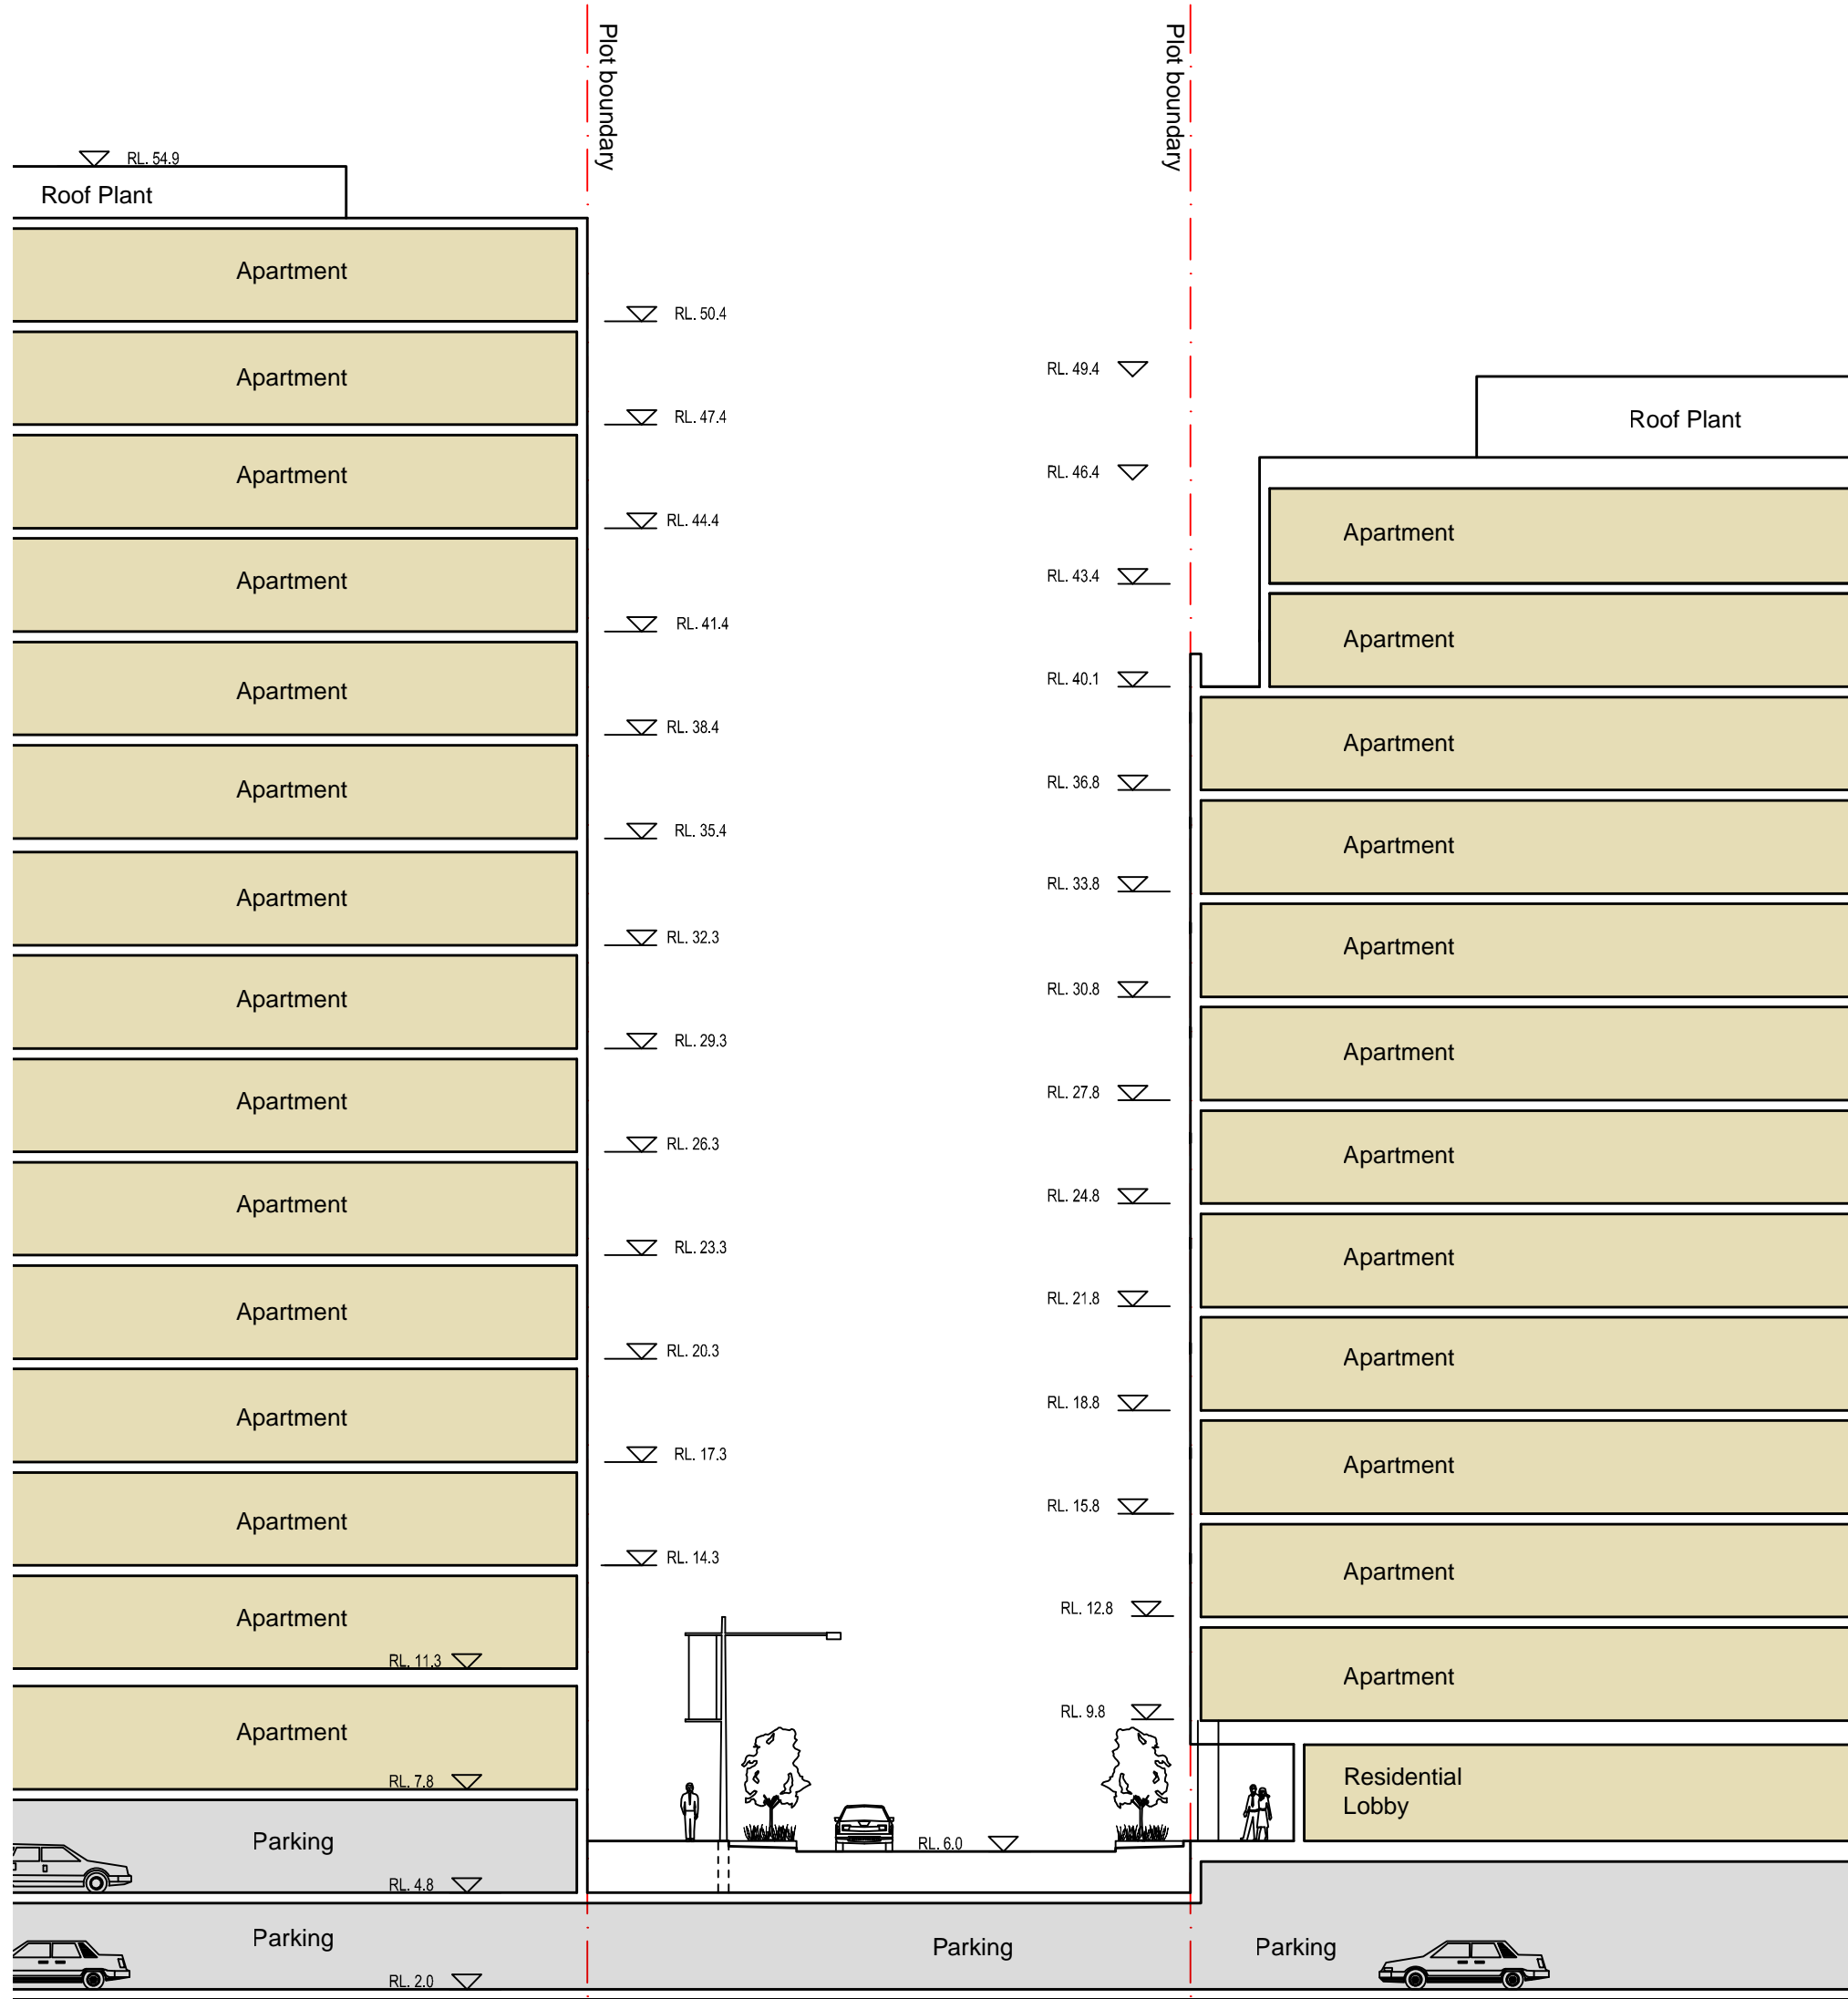 Plot boundary
Plot boundary
RL. 54.9
Roof Plant
Apartment
RL. 50.4
Apartment
RL. 47.4
Apartment
RL. 44.4
Apartment
RL. 41.4
Apartment
RL. 38.4
Apartment
RL. 35.4
Apartment
RL. 32.3
Apartment
RL. 29.3
Apartment
RL. 26.3
Apartment
RL. 23.3
Apartment
RL. 20.3
Apartment
RL. 17.3
Apartment
RL. 14.3
Apartment
RL. 11.3
Apartment
RL. 7.8
Parking
RL. 4.8
Parking
RL. 2.0
RL. 49.4
Roof Plant
RL. 46.4
Apartment
RL. 43.4
Apartment
RL. 40.1
Apartment
RL. 36.8
Apartment
RL. 33.8
Apartment
RL. 30.8
Apartment
RL. 27.8
Apartment
RL. 24.8
Apartment
RL. 21.8
Apartment
RL. 18.8
Apartment
RL. 15.8
Apartment
RL. 12.8
Apartment
RL. 9.8
Residential
Lobby
RL. 6.0
Parking
Parking